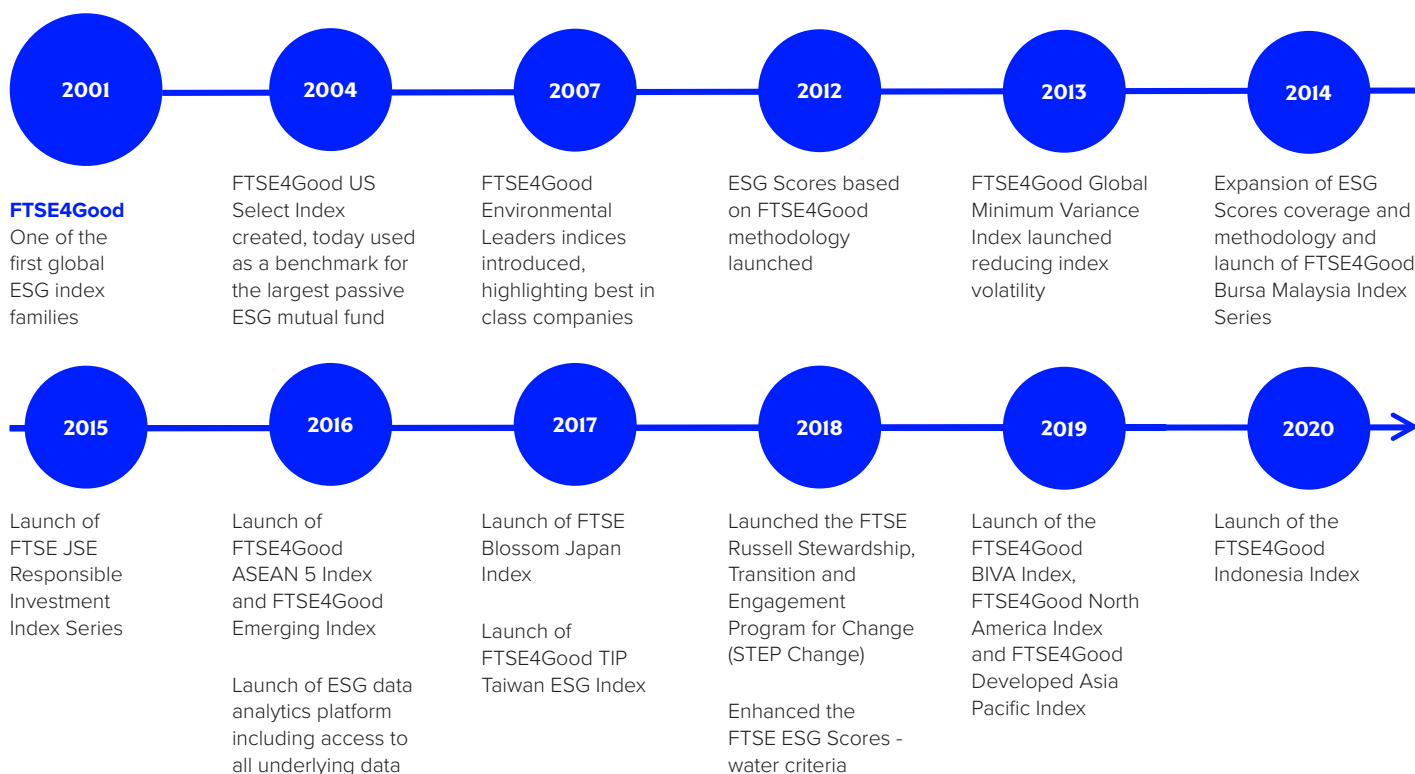 2001
2004
2007
2012
2013
2014
FTSE4Good
One of the
first global
ESG index
families
FTSE4Good US
Select Index
created, today used
as a benchmark for
the largest passive
ESG mutual fund
FTSE4Good
Environmental
Leaders indices
introduced,
highlighting best in
class companies
ESG Scores based
on FTSE4Good
methodology
launched
FTSE4Good Global
Minimum Variance
Index launched
reducing index
volatility
Expansion of ESG
Scores coverage and
methodology and
launch of FTSE4Good
Bursa Malaysia Index
Series
2015
2016
2017
2018
2019
2020
Launch of
FTSE JSE
Responsible
Investment
Index Series
Launch of
FTSE4Good
ASEAN 5 Index
and FTSE4Good
Emerging Index
Launch of ESG data
analytics platform
including access to
all underlying data
Launch of FTSE
Blossom Japan
Index
Launch of
FTSE4Good TIP
Taiwan ESG Index
Launched the FTSE
Russell Stewardship,
Transition and
Engagement
Program for Change
(STEP Change)
Enhanced the
FTSE ESG Scores -
water criteria
Launch of the
FTSE4Good
BIVA Index,
FTSE4Good North
America Index
and FTSE4Good
Developed Asia
Pacific Index
Launch of the
FTSE4Good
Indonesia Index